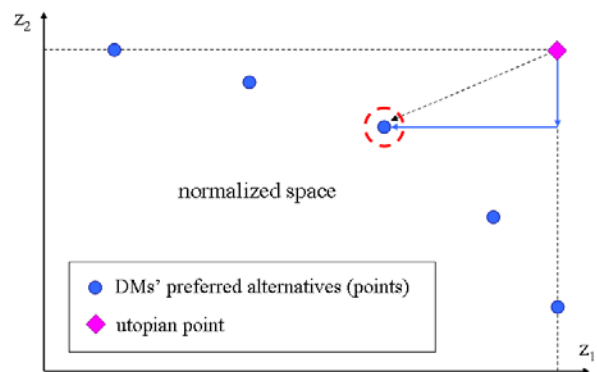 z2
normalized space
DMs' preferred alternatives (points)
utopian point
z1